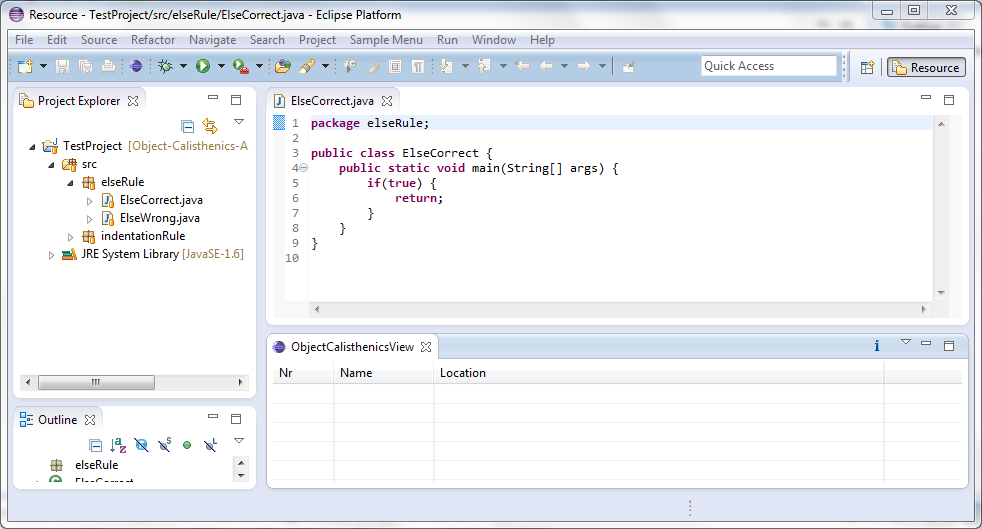 Resource - TestProject/src/elseRule/ElseCorrect.java - Eclipse Platform
File Edit Source Refactor Navigate Search Project Sample Menu Run Window Help
Quick Access
Resource
Project Explorer
TestProject [Object-Calisthenics-A
src
elseRule
ElseCorrect.java
ElseWrong.java
indentationRule
JRE System Library [JavaSE-1.6]
Outline
elseRule
ElseCorrect
ElseCorrect.java
1 package elseRule;
2
3 public class ElseCorrect {
4 public static void main(String[] args) {
5 if(true) {
6 return;
7 }
8 }
9 }
10
ObjectCalisthenicsView
Nr Name Location